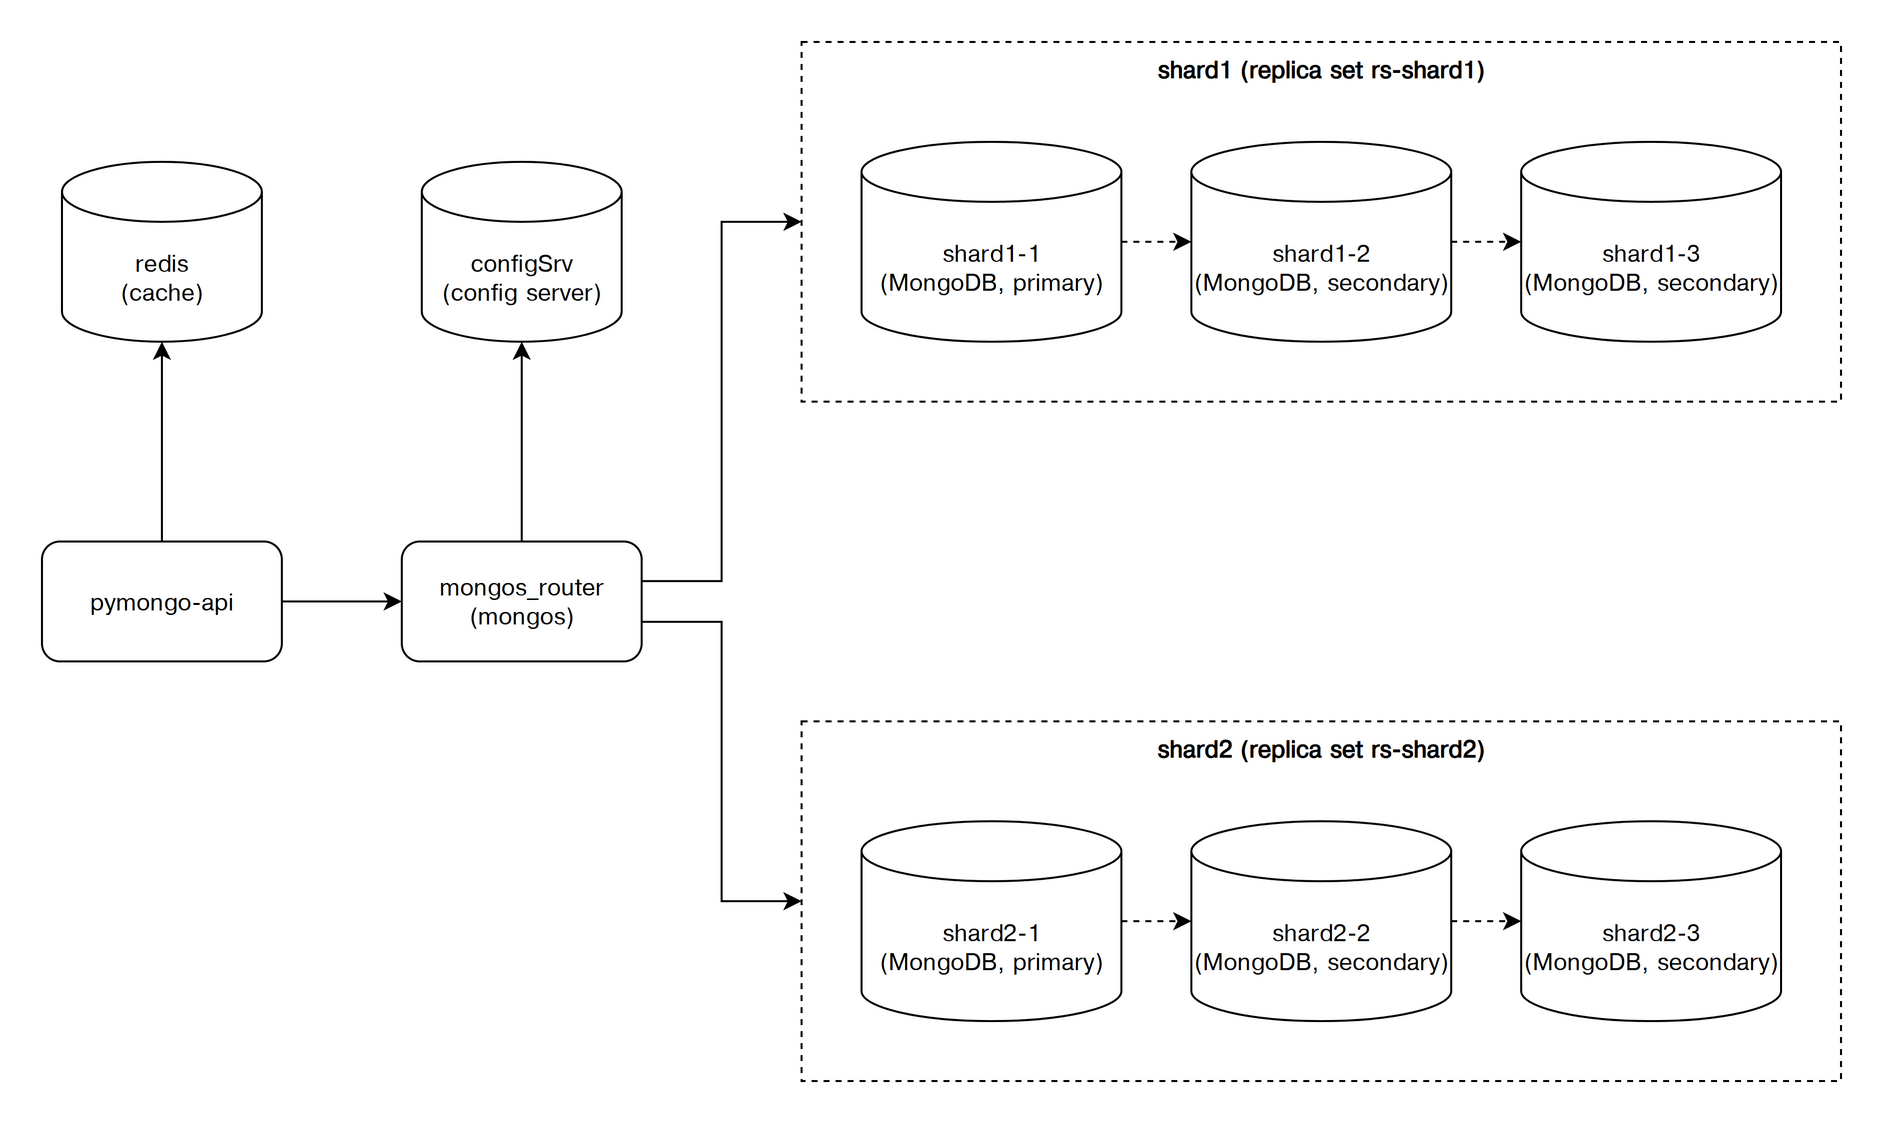 shard1 (replica set rs-shard1)
redis
(cache)
configSrv
(config server)
shard1-1
(MongoDB, primary)
shard1-2
(MongoDB, secondary)
shard1-3
(MongoDB, secondary)
pymongo-api
mongos_router
(mongos)
shard2 (replica set rs-shard2)
shard2-1
(MongoDB, primary)
shard2-2
(MongoDB, secondary)
shard2-3
(MongoDB, secondary)